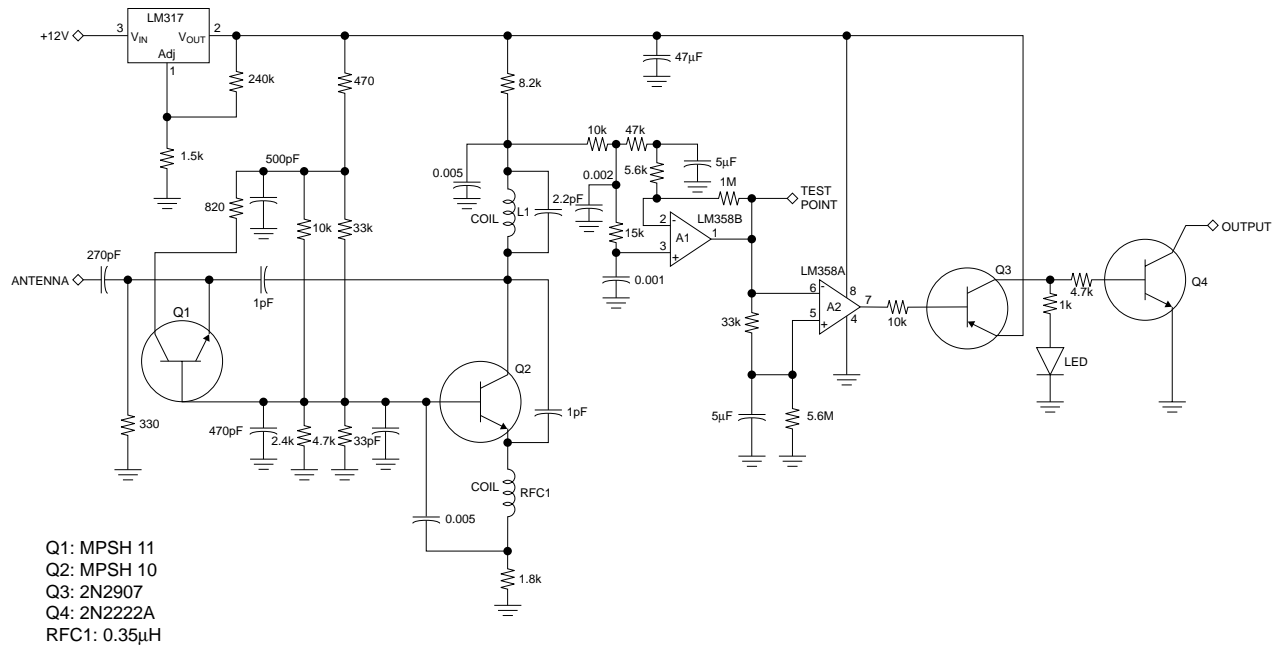 LM317
+12V
3
V_IN
V_OUT
2
Adj
1
240k
470
8.2k
47μF
1.5k
500pF
820
10k
33k
0.005
COIL
L1
2.2pF
10k
47k
5μF
0.002
5.6k
1M
TEST
POINT
LM358B
2
-
A1
1
3
+
15k
0.001
270pF
ANTENNA
1pF
Q1
LM358A
6
-
8
A2
7
5
+
4
33k
10k
Q3
4.7k
1k
LED
OUTPUT
Q4
Q2
1pF
330
470pF
2.4k
4.7k
33pF
5μF
5.6M
COIL
RFC1
0.005
1.8k
Q1: MPSH 11
Q2: MPSH 10
Q3: 2N2907
Q4: 2N2222A
RFC1: 0.35μH